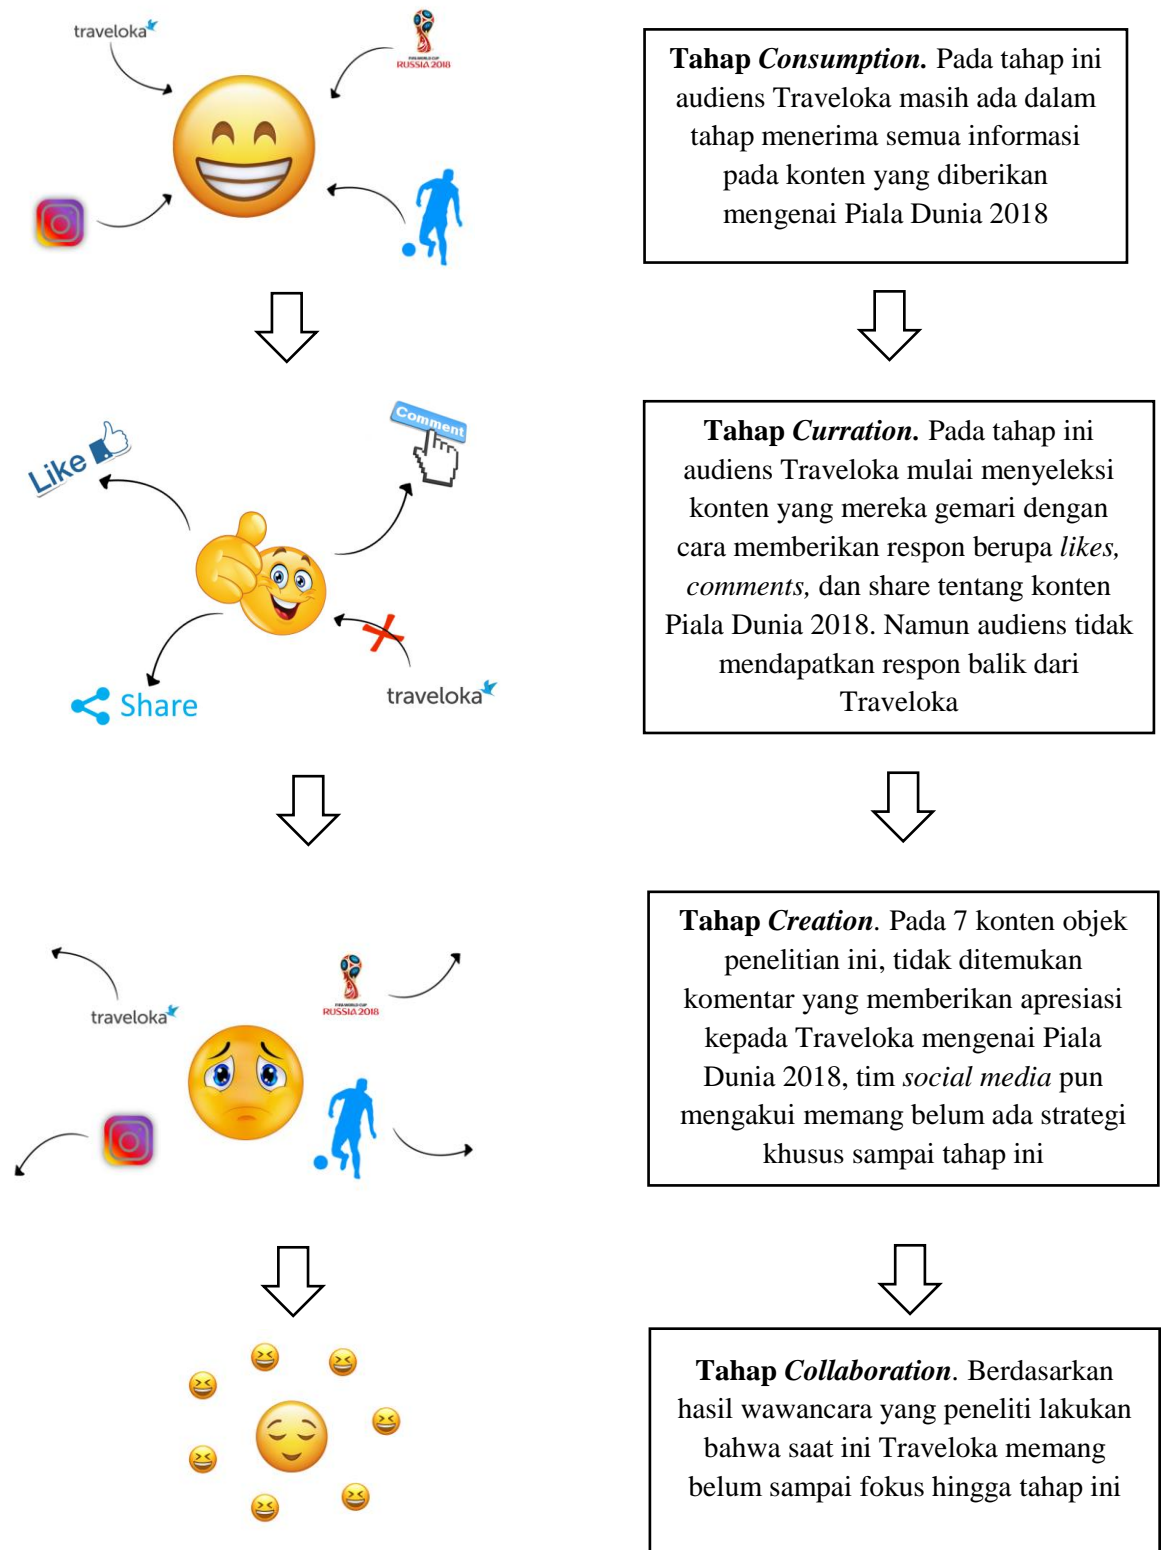 traveloka
RUSSIA 2018
Tahap Consumption. Pada tahap ini
audiens Traveloka masih ada dalam
tahap menerima semua informasi
pada konten yang diberikan
mengenai Piala Dunia 2018
Like
Comment
Share
traveloka
Tahap Curration. Pada tahap ini
audiens Traveloka mulai menyeleksi
konten yang mereka gemari dengan
cara memberikan respon berupa likes,
comments, dan share tentang konten
Piala Dunia 2018. Namun audiens tidak
mendapatkan respon balik dari
Traveloka
traveloka
FIFA WORLD CUP
RUSSIA 2018
Tahap Creation. Pada 7 konten objek
penelitian ini, tidak ditemukan
komentar yang memberikan apresiasi
kepada Traveloka mengenai Piala
Dunia 2018, tim social media pun
mengakui memang belum ada strategi
khusus sampai tahap ini
Tahap Collaboration. Berdasarkan
hasil wawancara yang peneliti lakukan
bahwa saat ini Traveloka memang
belum sampai fokus hingga tahap ini